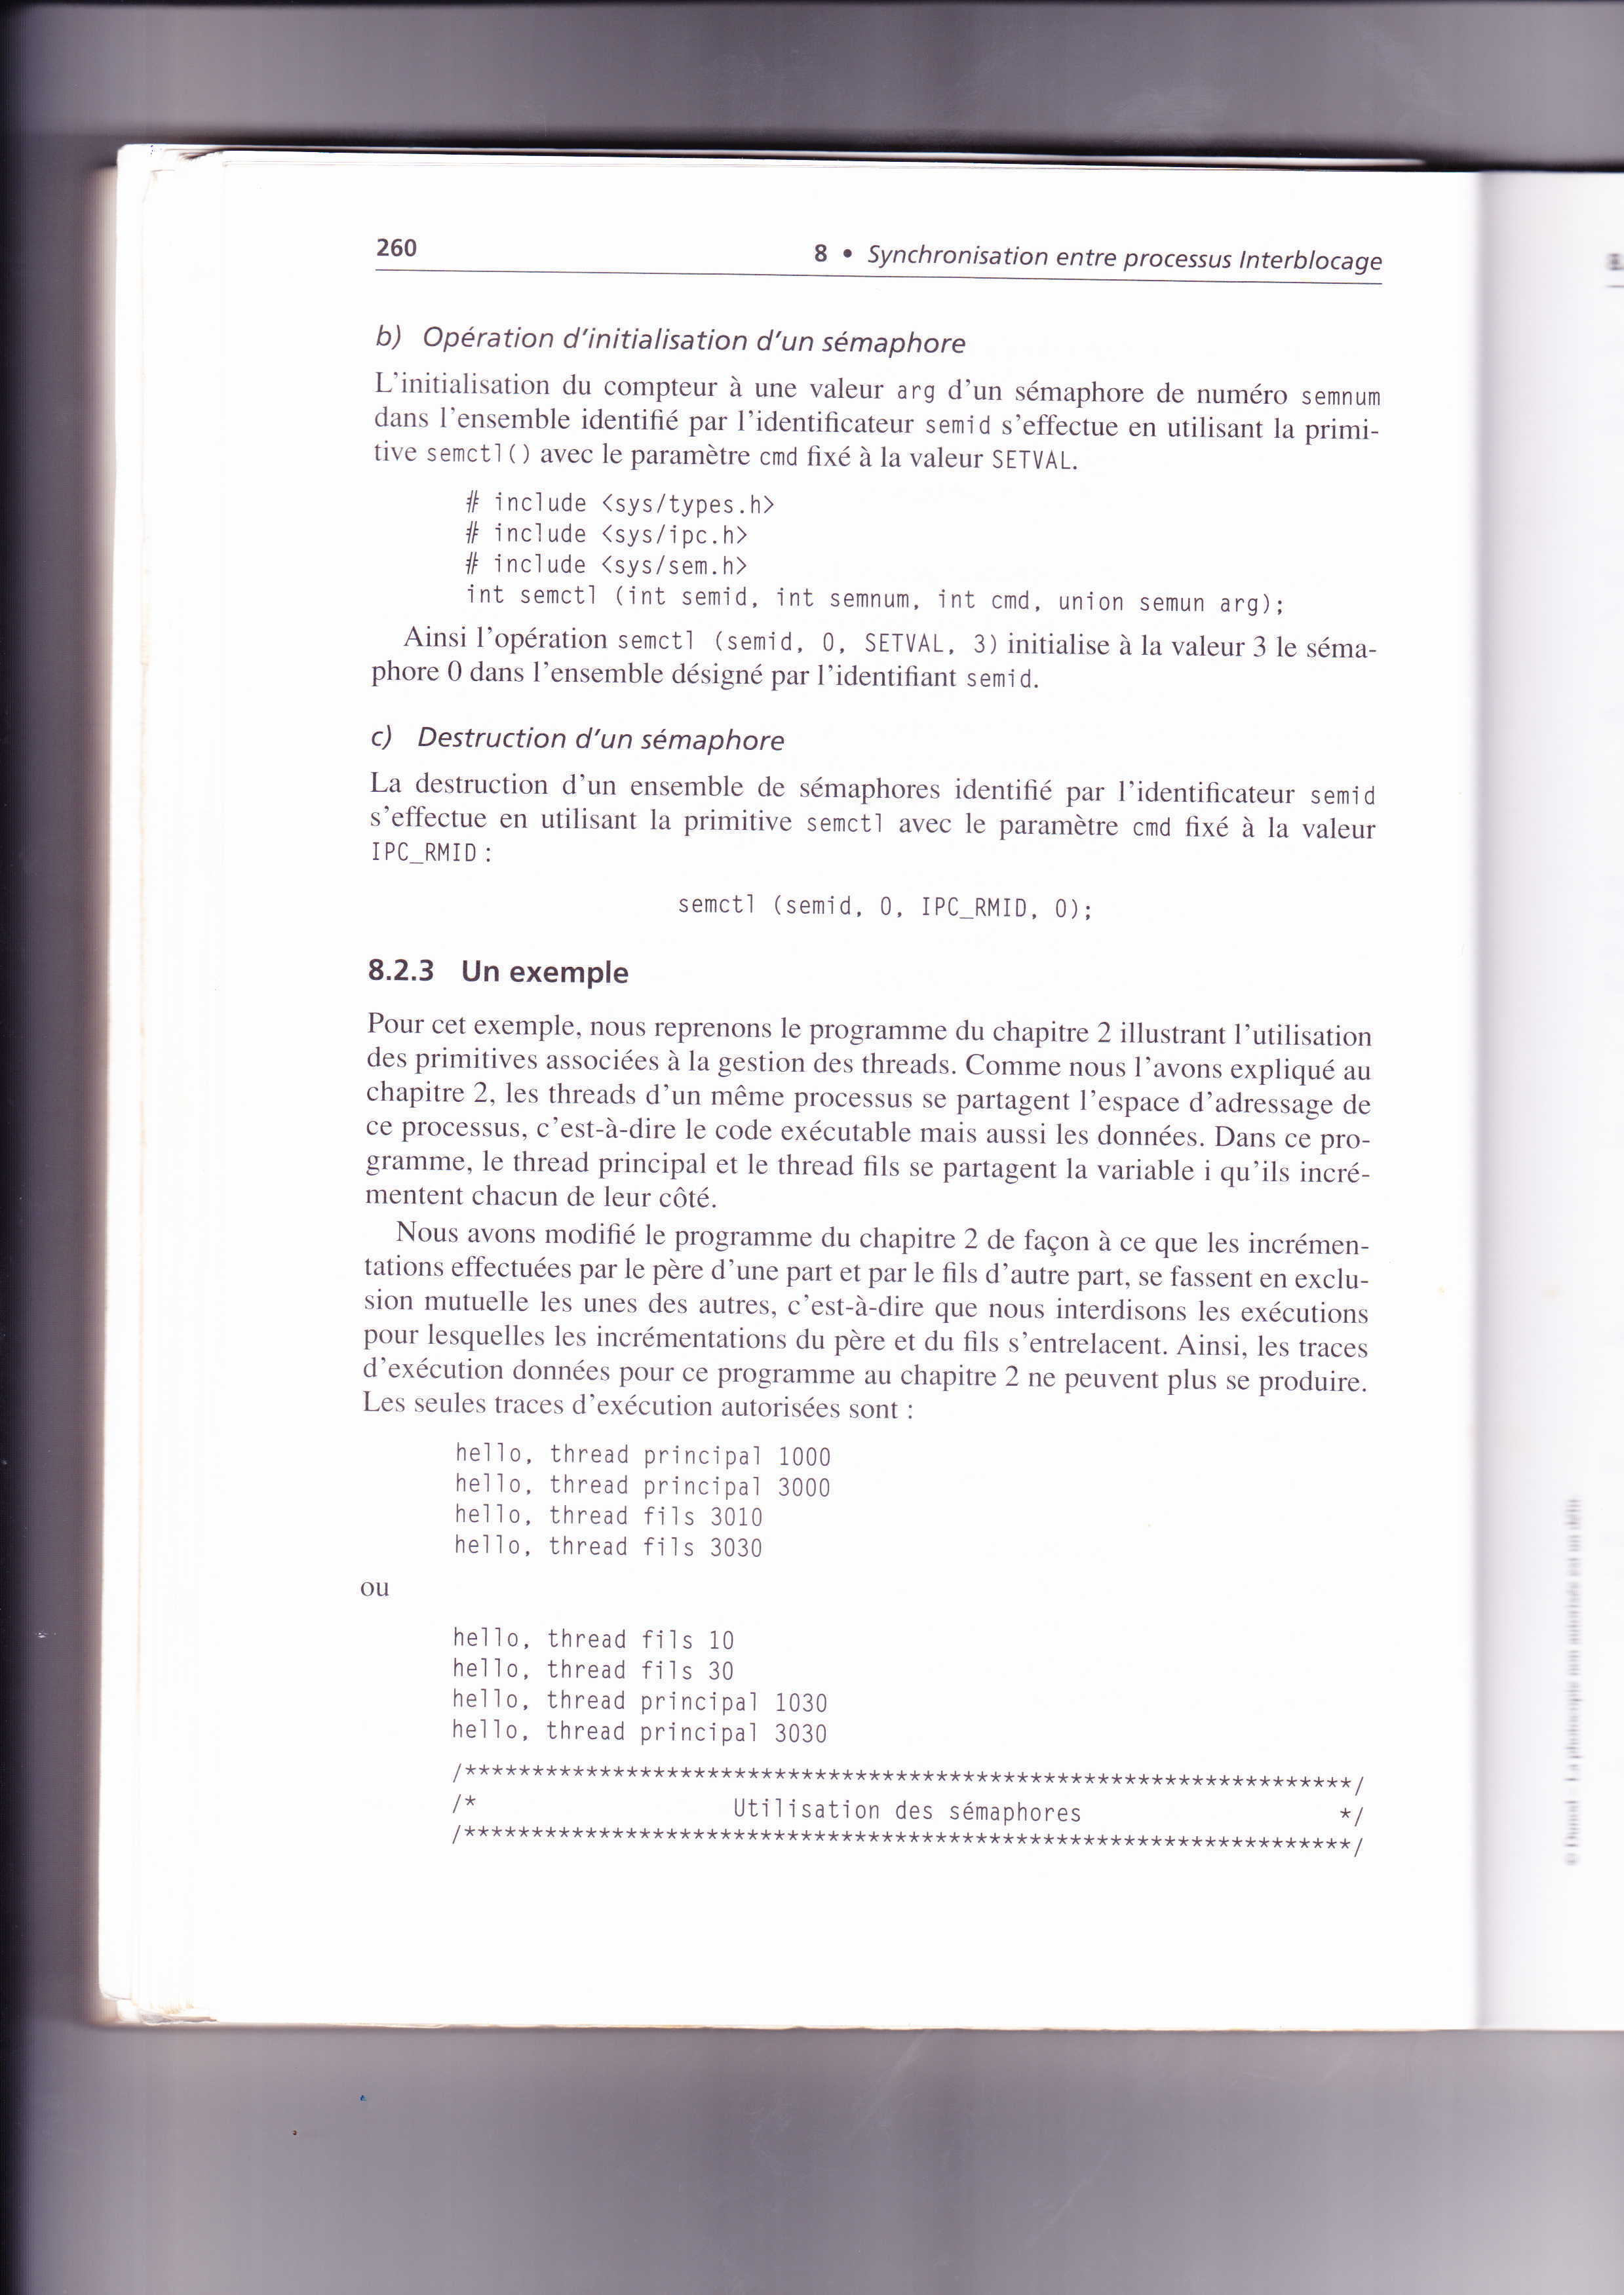 260
8 • Synchronisation entre processus Interblocage
b) Opération d'initialisation d'un sémaphore
L'initialisation du compteur à une valeur arg d'un sémaphore de numéro semnum
dans l'ensemble identifié par l'identificateur semid s'effectue en utilisant la primi-
tive semctl() avec le paramètre cmd fixé à la valeur SETVAL.
# include <sys/types.h>
# include <sys/ipc.h>
# include <sys/sem.h>
int semctl (int semid, int semnum, int cmd, union semun arg);
Ainsi l'opération semctl (semid, 0, SETVAL, 3) initialise à la valeur 3 le séma-
phore 0 dans l'ensemble désigné par l'identifiant semid.
c) Destruction d'un sémaphore
La destruction d'un ensemble de sémaphores identifié par l'identificateur semid
s'effectue en utilisant la primitive semctl avec le paramètre cmd fixé à la valeur
IPC_RMID :
semctl (semid, 0, IPC_RMID, 0);
8.2.3 Un exemple
Pour cet exemple, nous reprenons le programme du chapitre 2 illustrant l'utilisation
des primitives associées à la gestion des threads. Comme nous l'avons expliqué au
chapitre 2, les threads d'un même processus se partagent l'espace d'adressage de
ce processus, c'est-à-dire le code exécutable mais aussi les données. Dans ce pro-
gramme, le thread principal et le thread fils se partagent la variable i qu'ils incré-
mentent chacun de leur côté.
Nous avons modifié le programme du chapitre 2 de façon à ce que les incrémen-
tations effectuées par le père d'une part et par le fils d'autre part, se fassent en exclu-
sion mutuelle les unes des autres, c'est-à-dire que nous interdisons les exécutions
pour lesquelles les incrémentations du père et du fils s'entrelacent. Ainsi, les traces
d'exécution données pour ce programme au chapitre 2 ne peuvent plus se produire.
Les seules traces d'exécution autorisées sont :
hello, thread principal 1000
hello, thread principal 3000
hello, thread fils 3010
hello, thread fils 3030
ou
hello, thread fils 10
hello, thread fils 30
hello, thread principal 1030
hello, thread principal 3030
/******************************************************************/
/* Utilisation des sémaphores */
/******************************************************************/
© Dunod La photocopie non autorisée est un délit